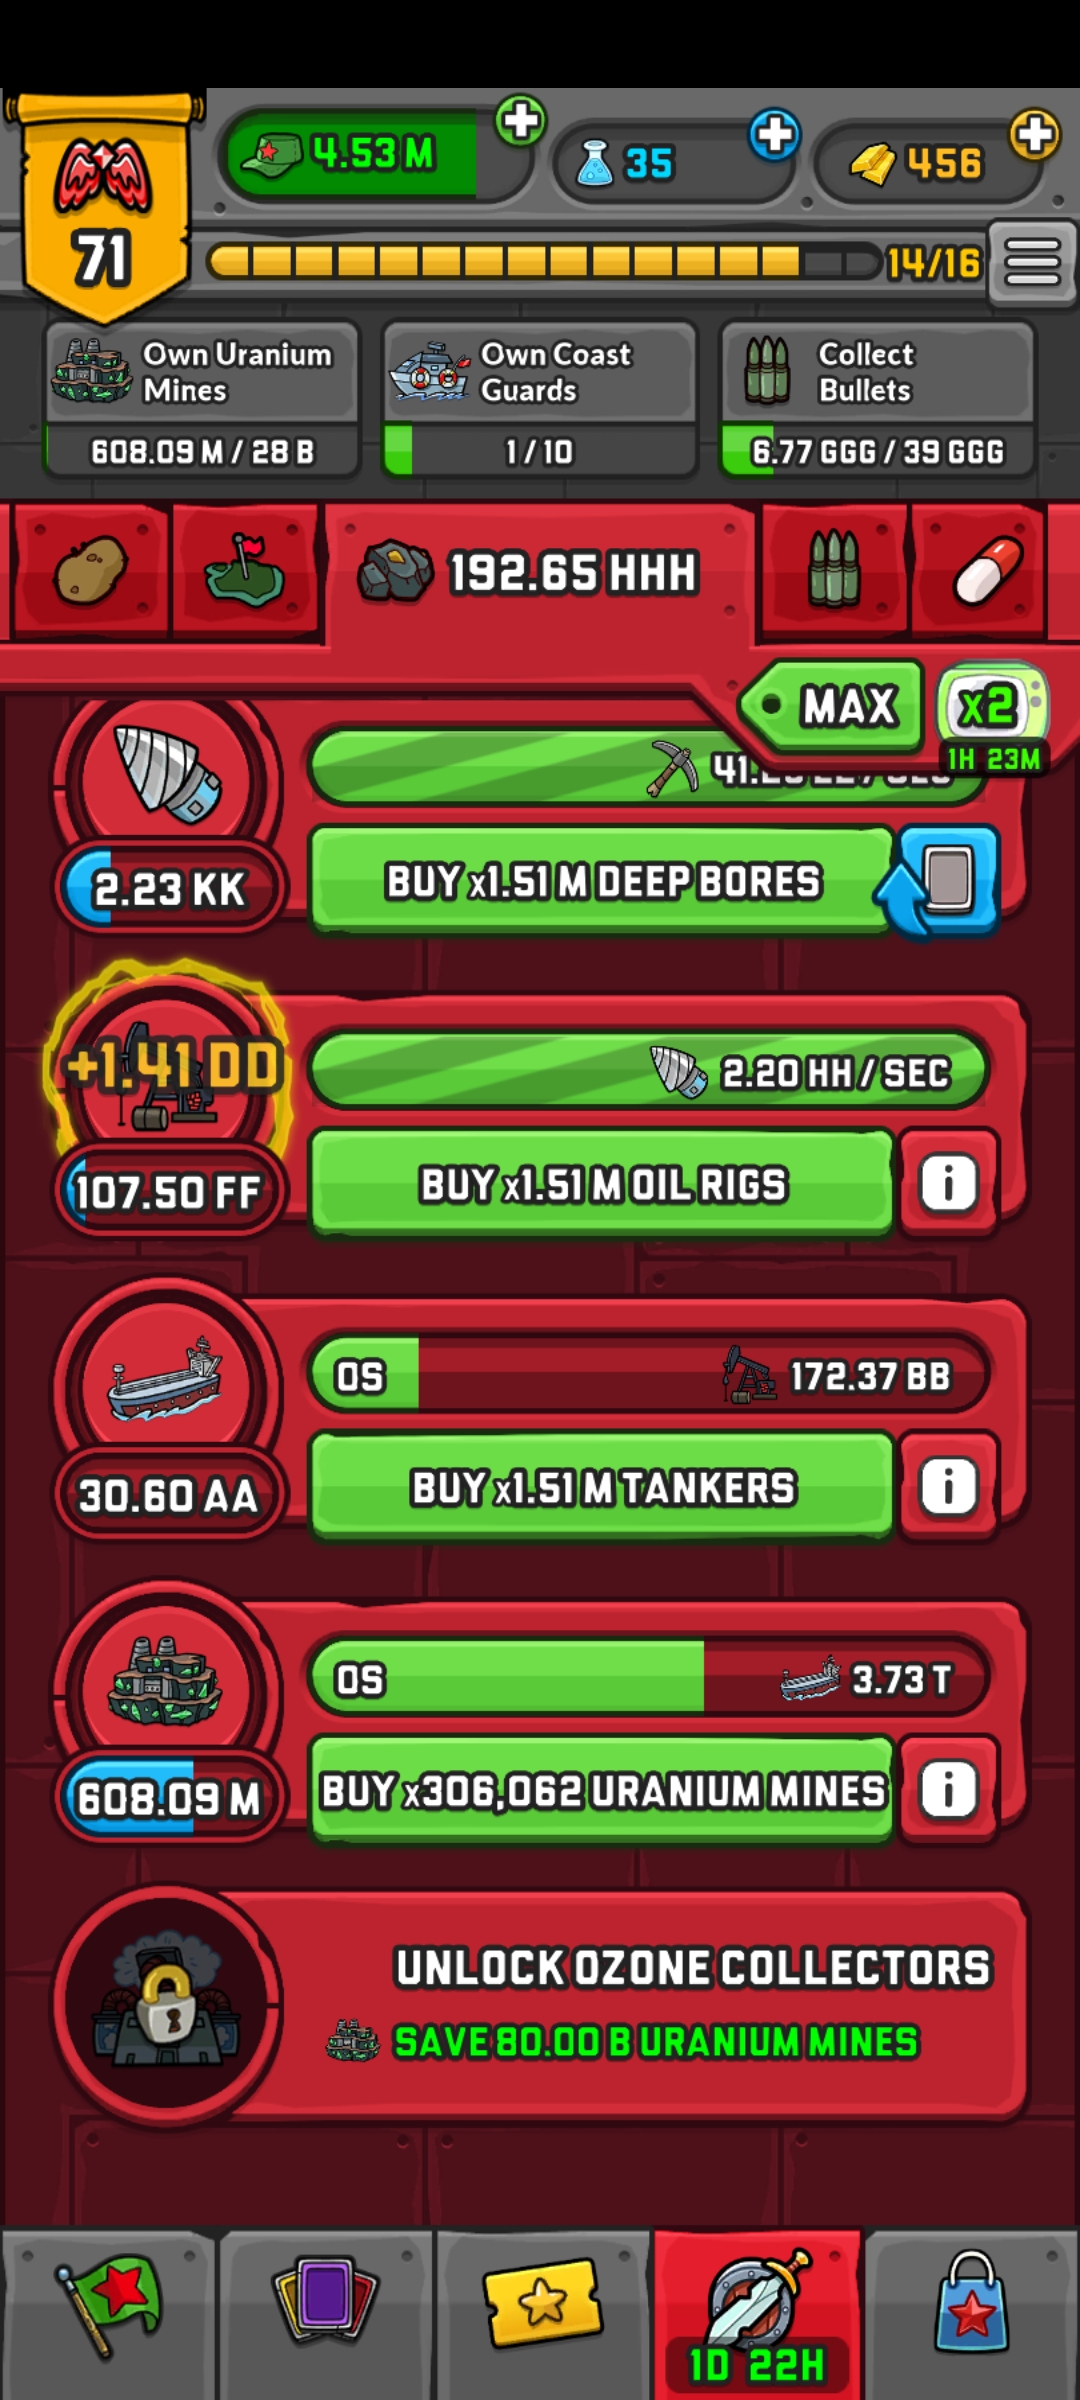 4.53 M
35
456
71
14/16
Own Uranium
Mines
608.09 M / 28 B
Own Coast
Guards
1 / 10
Collect
Bullets
6.77 GGG / 39 GGG
192.65 HHH
MAX
x2
1H 23M
2.23 KK
BUY x1.51 M DEEP BORES
+1.41 DD
2.20 HH / SEC
107.50 FF
BUY x1.51 M OIL RIGS
0S
172.37 BB
30.60 AA
BUY x1.51 M TANKERS
0S
3.73 T
608.09 M
BUY x306,062 URANIUM MINES
UNLOCK OZONE COLLECTORS
SAVE 80.00 B URANIUM MINES
1D 22H